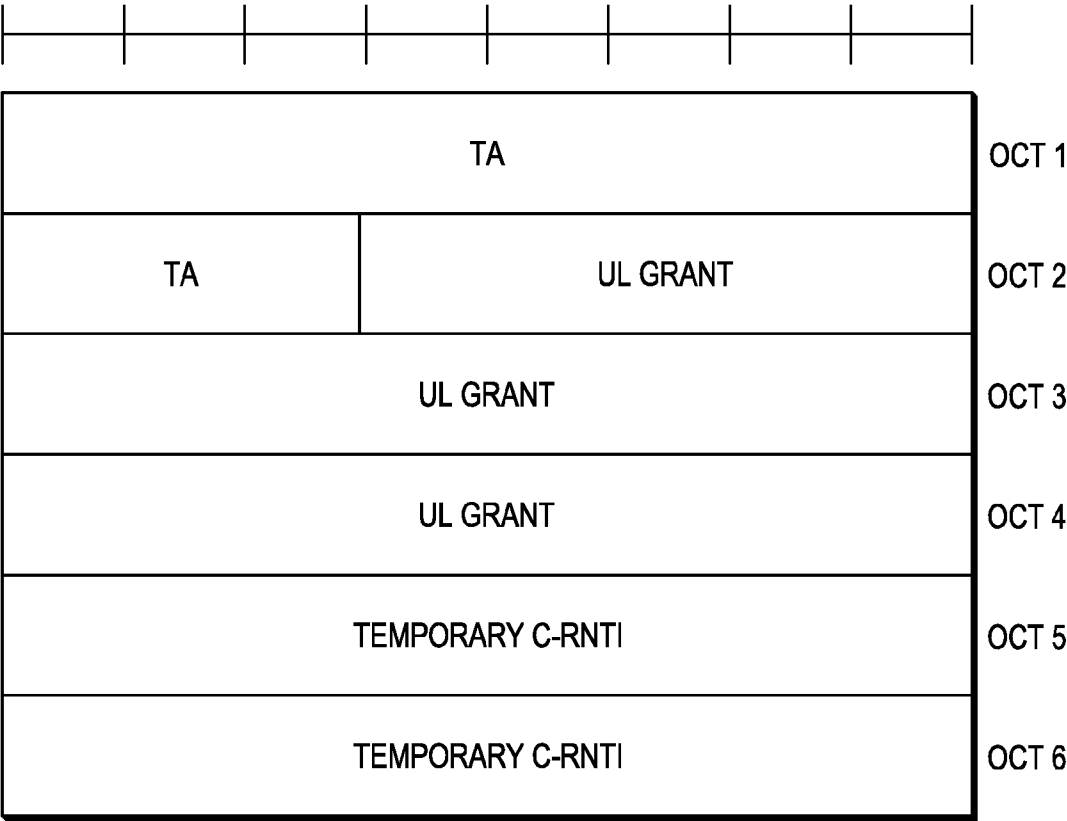 TA OCT 1
TA UL GRANT OCT 2
UL GRANT OCT 3
UL GRANT OCT 4
TEMPORARY C-RNTI OCT 5
TEMPORARY C-RNTI OCT 6